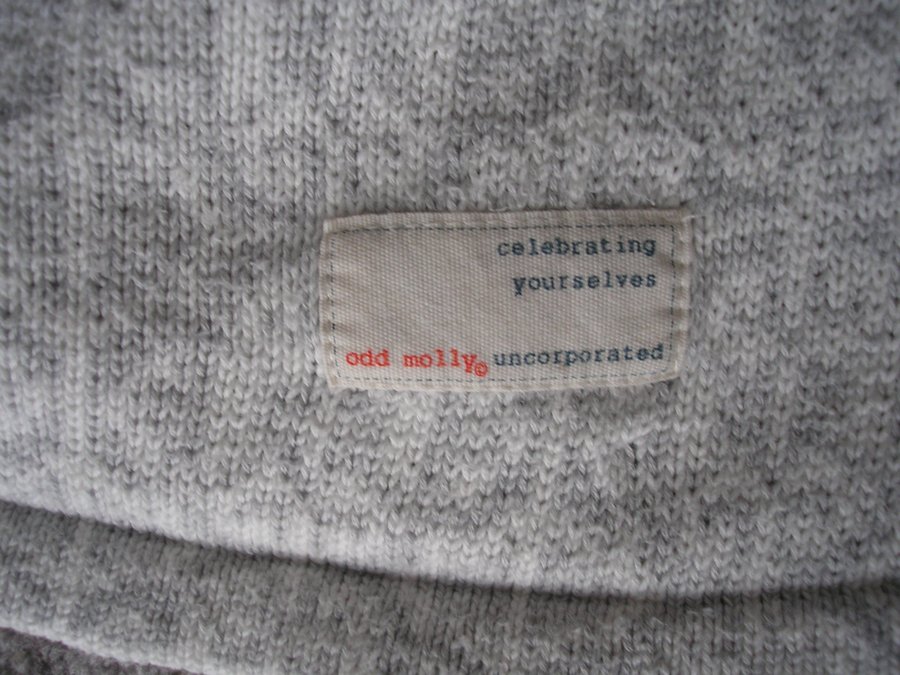 celebrating
yourselves
odd molly© uncorporated